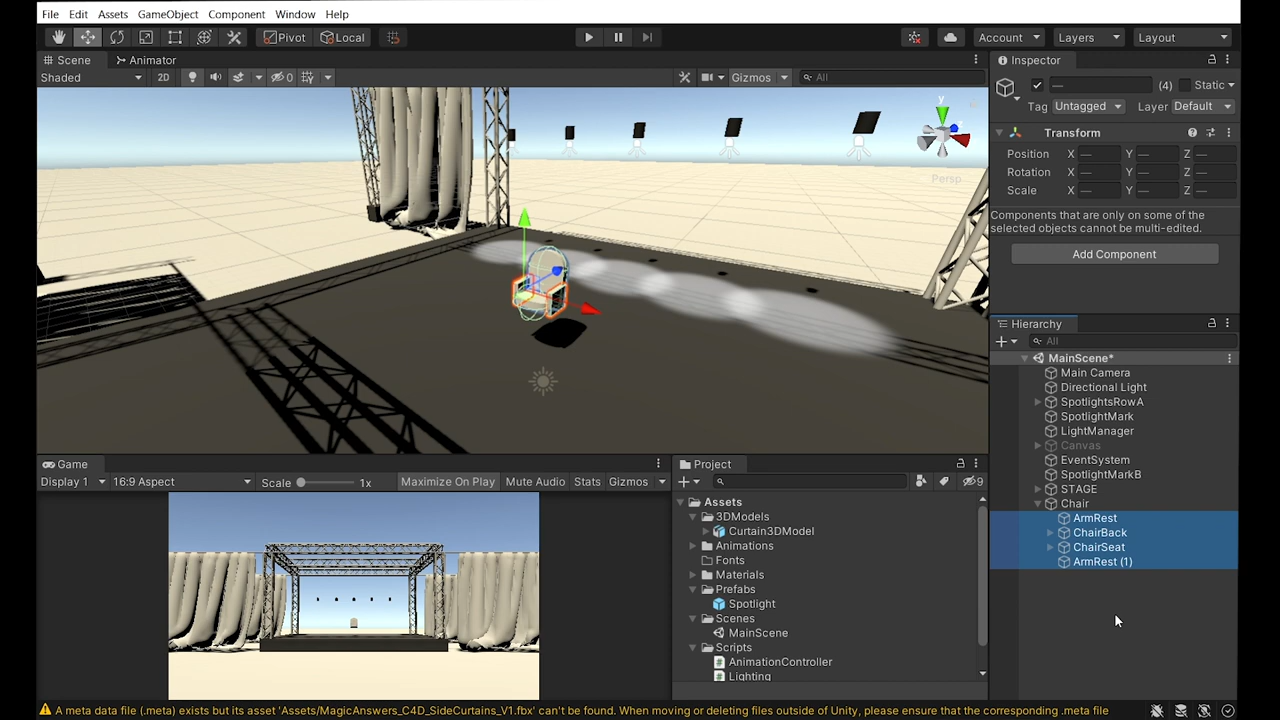 File Edit Assets GameObject Component Window Help
Pivot Local Account Layers Layout
Scene Animator
Shaded 2D 0 Gizmos All
y
Persp
Inspector
— (4) Static
Tag Untagged Layer Default
Transform
Position X — Y — Z —
Rotation X — Y — Z —
Scale X — Y — Z —
Components that are only on some of the
selected objects cannot be multi-edited.
Add Component
Hierarchy
All
MainScene*
Main Camera
Directional Light
SpotlightsRowA
SpotlightMark
LightManager
Canvas
EventSystem
SpotlightMarkB
STAGE
Chair
ArmRest
ChairBack
ChairSeat
ArmRest (1)
Game
Display 1 16:9 Aspect Scale 1x Maximize On Play Mute Audio Stats Gizmos
Project
9
Assets
3DModels
Curtain3DModel
Animations
Fonts
Materials
Prefabs
Spotlight
Scenes
MainScene
Scripts
AnimationController
Lighting
A meta data file (.meta) exists but its asset 'Assets/MagicAnswers_C4D_SideCurtains_V1.fbx' can't be found. When moving or deleting files outside of Unity, please ensure that the corresponding .meta file